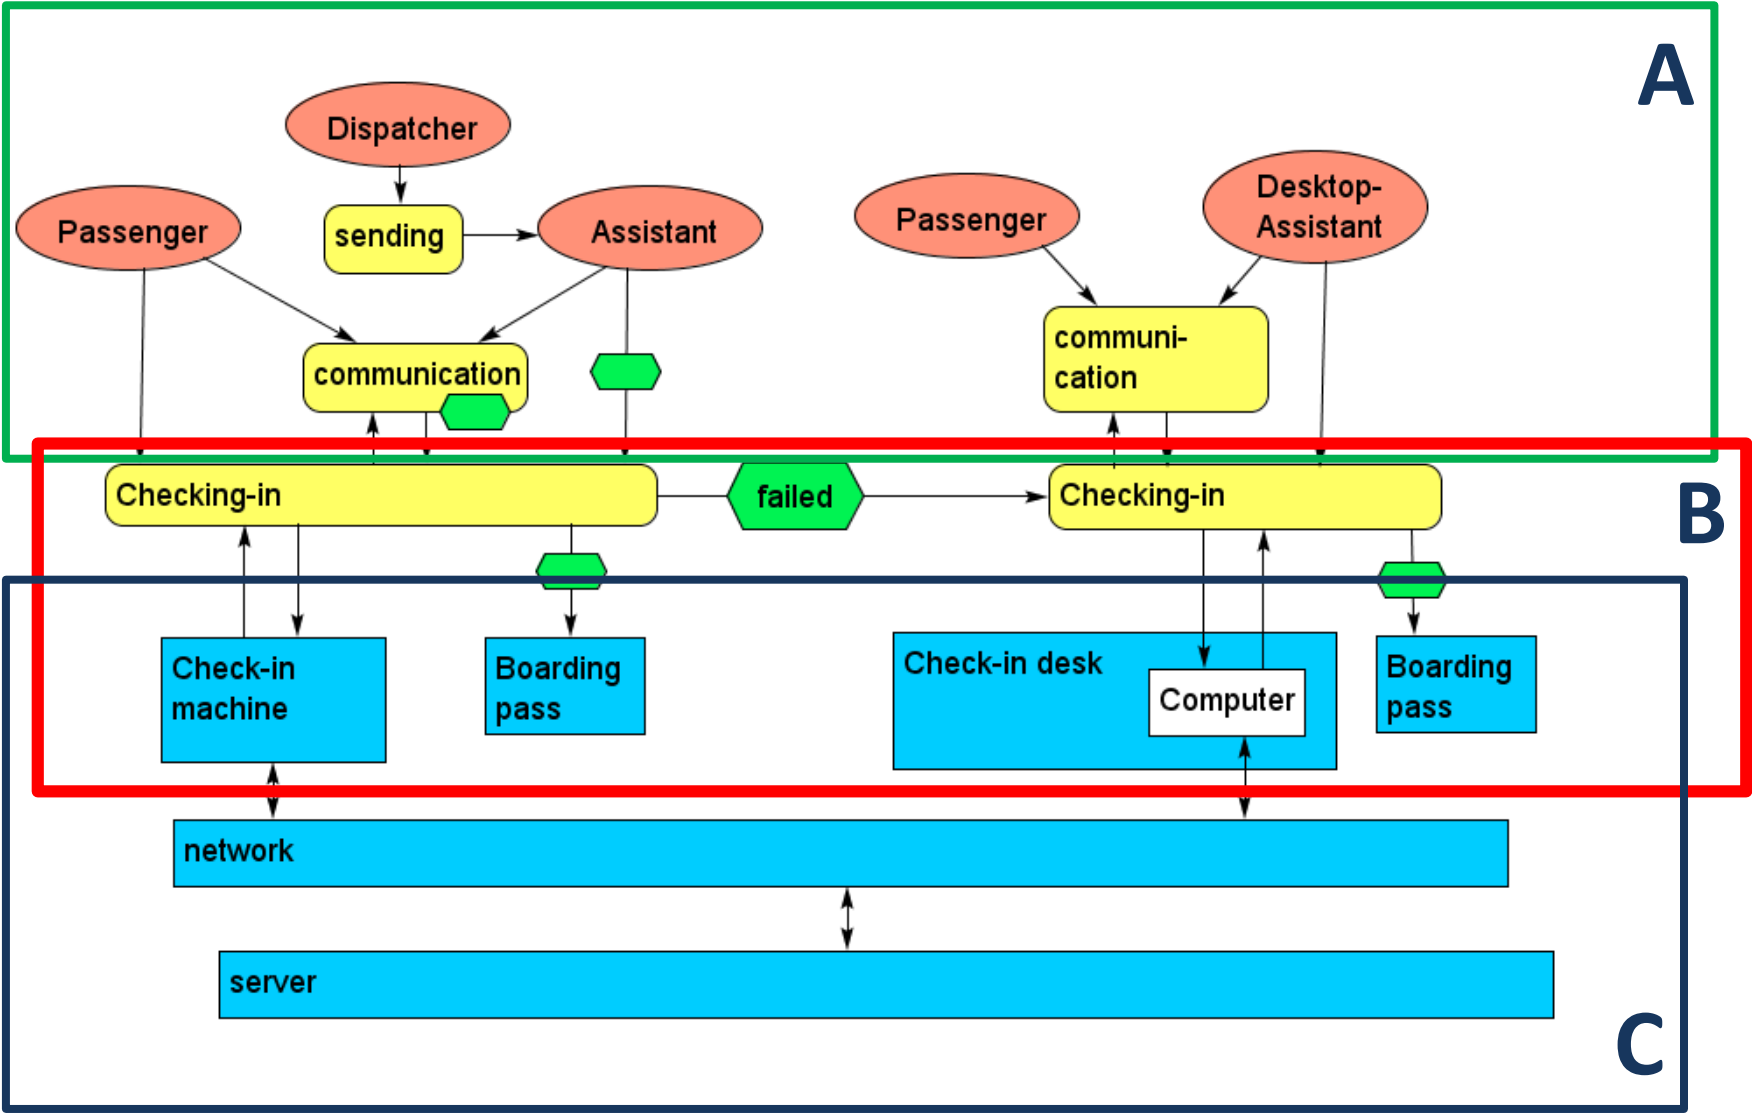 A
Dispatcher
Desktop-
Assistant
Passenger
sending
Assistant
Passenger
communication
communi-
cation
Checking-in
failed
Checking-in
B
Check-in
machine
Boarding
pass
Check-in desk
Computer
Boarding
pass
network
server
C